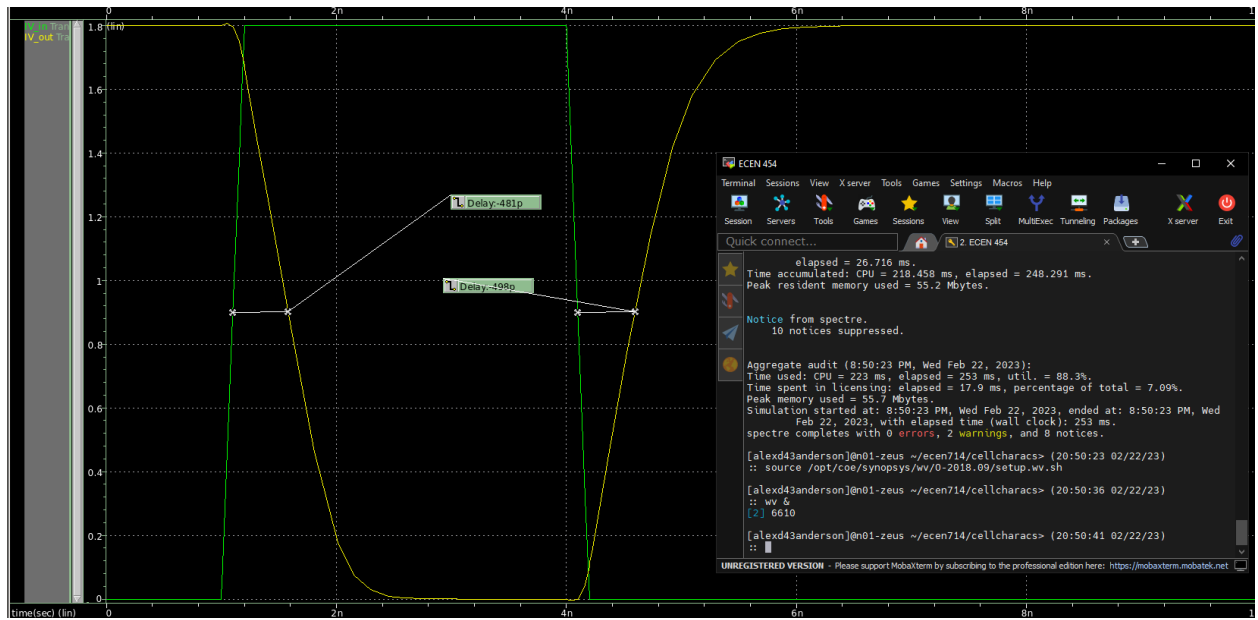 0 2n 4n 6n 8n 1
V_in Tran 1.8 (lin)
V_out Tra
1.6
1.4
1.2
1
0.8
0.6
0.4
0.2
0
time(sec) (lin) 0 2n 4n 6n 8n 1
Delay:-481p
Delay:-498p
ECEN 454
Terminal Sessions View X server Tools Games Settings Macros Help
Session Servers Tools Games Sessions View Split MultiExec Tunneling Packages X server Exit
Quick connect... 2. ECEN 454
elapsed = 26.716 ms.
Time accumulated: CPU = 218.458 ms, elapsed = 248.291 ms.
Peak resident memory used = 55.2 Mbytes.
Notice from spectre.
10 notices suppressed.
Aggregate audit (8:50:23 PM, Wed Feb 22, 2023):
Time used: CPU = 223 ms, elapsed = 253 ms, util. = 88.3%.
Time spent in licensing: elapsed = 17.9 ms, percentage of total = 7.09%.
Peak memory used = 55.7 Mbytes.
Simulation started at: 8:50:23 PM, Wed Feb 22, 2023, ended at: 8:50:23 PM, Wed
Feb 22, 2023, with elapsed time (wall clock): 253 ms.
spectre completes with 0 errors, 2 warnings, and 8 notices.
[alexd43anderson]@n01-zeus ~/ecen714/cellcharacs> (20:50:23 02/22/23)
:: source /opt/coe/synopsys/wv/O-2018.09/setup.wv.sh
[alexd43anderson]@n01-zeus ~/ecen714/cellcharacs> (20:50:36 02/22/23)
:: wv &
[2] 6610
[alexd43anderson]@n01-zeus ~/ecen714/cellcharacs> (20:50:41 02/22/23)
::
UNREGISTERED VERSION - Please support MobaXterm by subscribing to the professional edition here: https://mobaxterm.mobatek.net